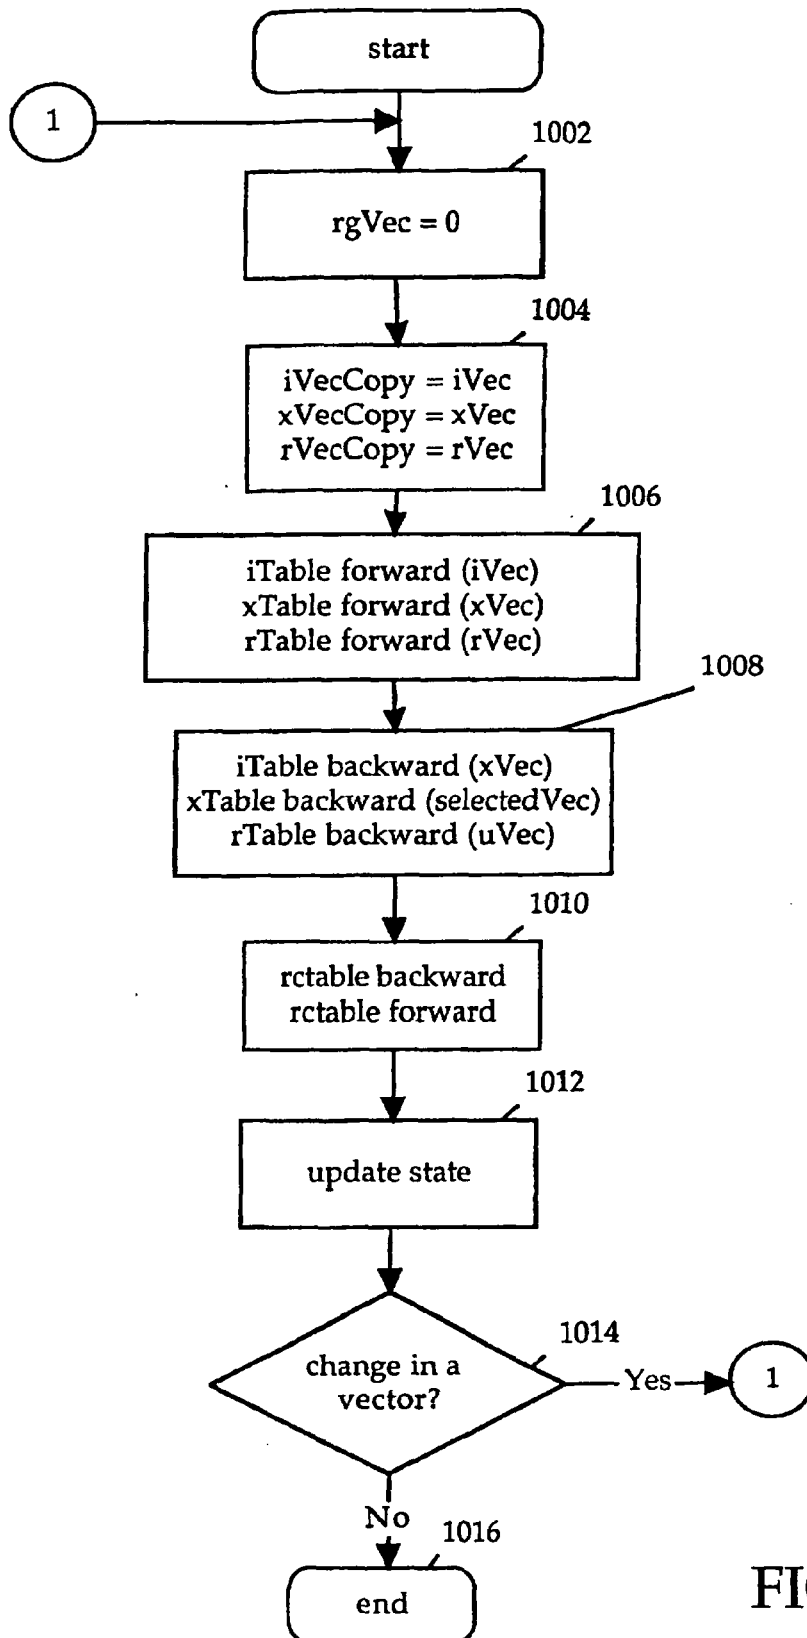 start
1
1002
rgVec = 0
1004
iVecCopy = iVec
xVecCopy = xVec
rVecCopy = rVec
1006
iTable forward (iVec)
xTable forward (xVec)
rTable forward (rVec)
1008
iTable backward (xVec)
xTable backward (selectedVec)
rTable backward (uVec)
1010
rctable backward
rctable forward
1012
update state
1014
change in a
vector?
Yes
1
No
1016
end